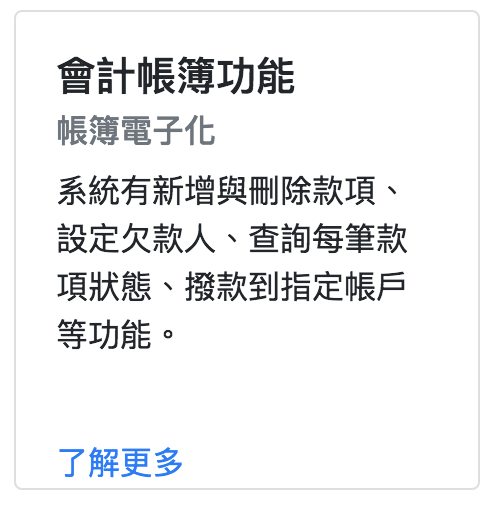 會計帳簿功能
帳簿電子化
系統有新增與刪除款項、
設定欠款人、查詢每筆款
項狀態、撥款到指定帳戶
等功能。
了解更多